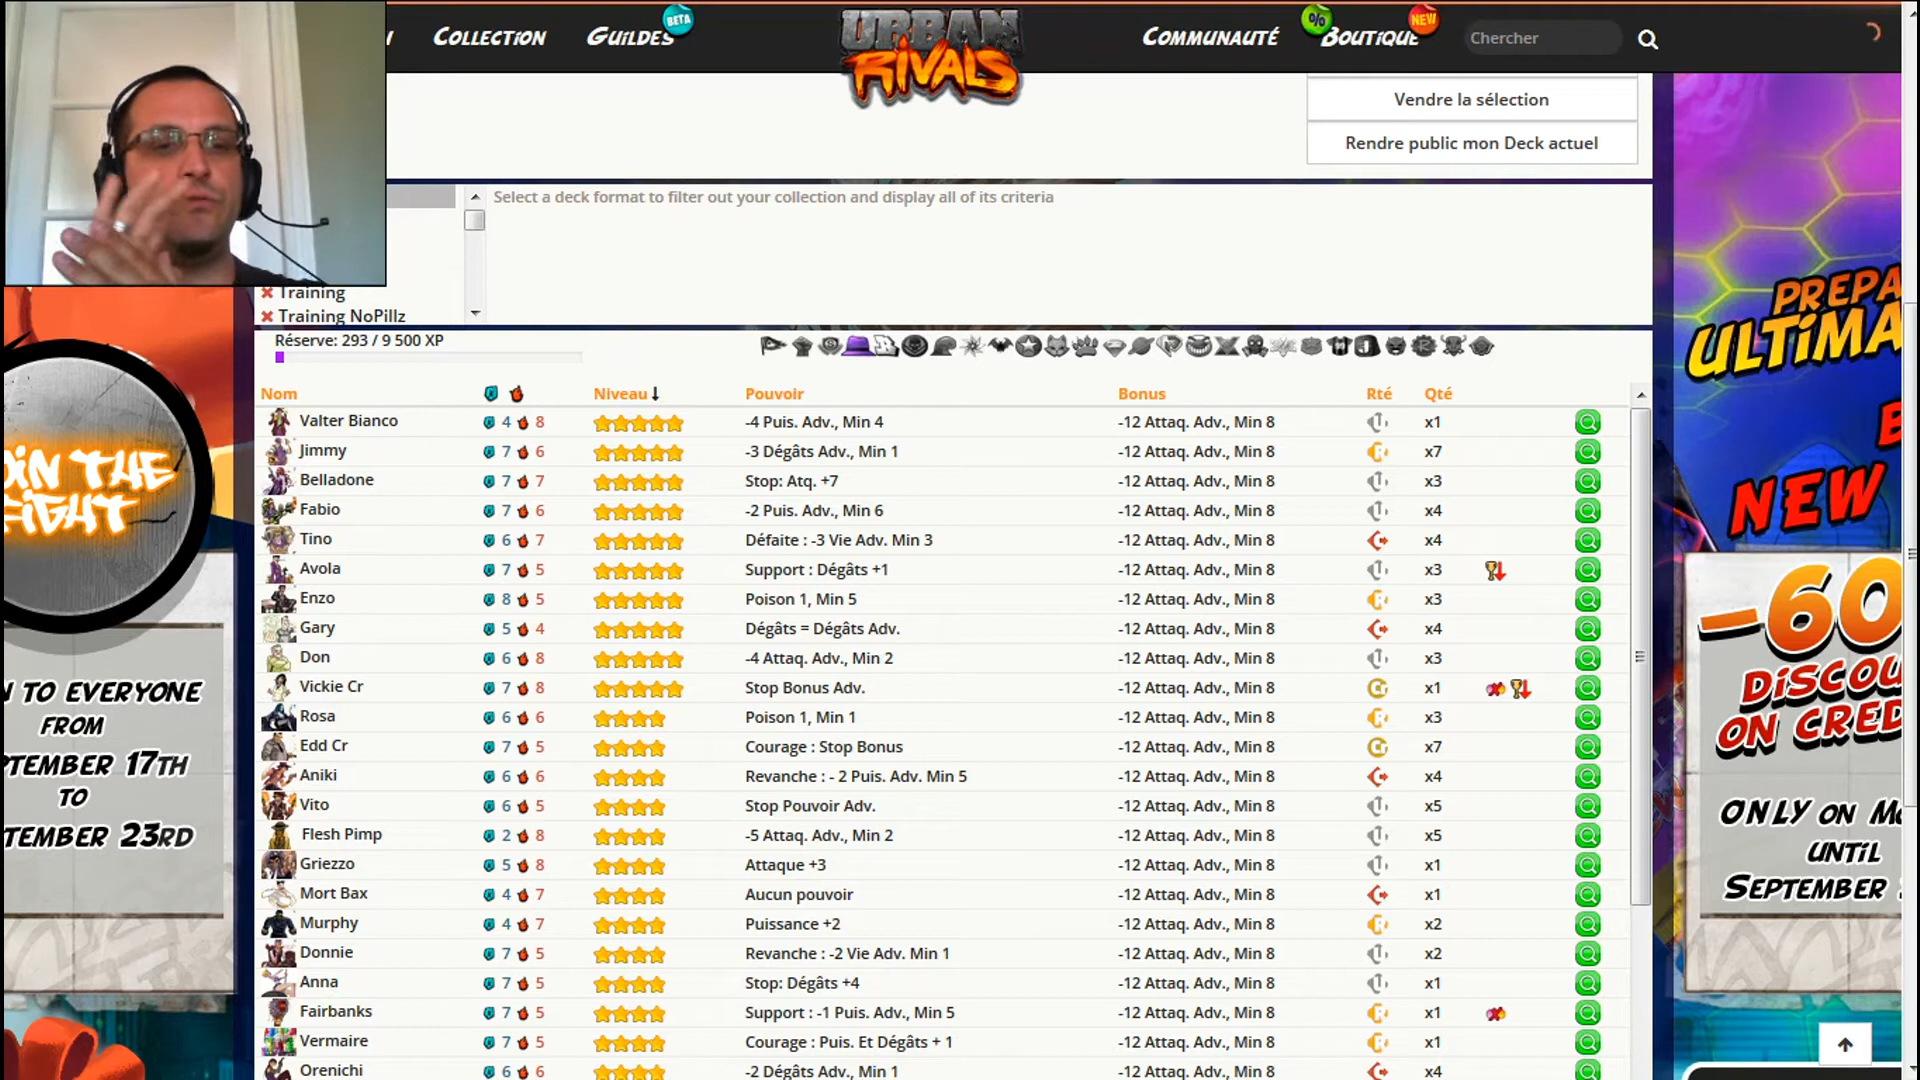 COLLECTION
GUILDES
BETA
URBAN RIVALS
COMMUNAUTÉ
%
BOUTIQUE
NEW
Chercher
Vendre la sélection
Rendre public mon Deck actuel
Select a deck format to filter out your collection and display all of its criteria
Training
Training NoPillz
Réserve: 293 / 9 500 XP
Nom Niveau Pouvoir Bonus Rté Qté
Valter Bianco 4 8 -4 Puis. Adv., Min 4 -12 Attaq. Adv., Min 8 x1
Jimmy 7 6 -3 Dégâts Adv., Min 1 -12 Attaq. Adv., Min 8 x7
Belladone 7 7 Stop: Atq. +7 -12 Attaq. Adv., Min 8 x3
Fabio 7 6 -2 Puis. Adv., Min 6 -12 Attaq. Adv., Min 8 x4
Tino 6 7 Défaite : -3 Vie Adv. Min 3 -12 Attaq. Adv., Min 8 x4
Avola 7 5 Support : Dégâts +1 -12 Attaq. Adv., Min 8 x3
Enzo 8 5 Poison 1, Min 5 -12 Attaq. Adv., Min 8 x3
Gary 5 4 Dégâts = Dégâts Adv. -12 Attaq. Adv., Min 8 x4
Don 6 8 -4 Attaq. Adv., Min 2 -12 Attaq. Adv., Min 8 x3
Vickie Cr 7 8 Stop Bonus Adv. -12 Attaq. Adv., Min 8 x1
Rosa 6 6 Poison 1, Min 1 -12 Attaq. Adv., Min 8 x3
Edd Cr 7 5 Courage : Stop Bonus -12 Attaq. Adv., Min 8 x7
Aniki 6 6 Revanche : - 2 Puis. Adv. Min 5 -12 Attaq. Adv., Min 8 x4
Vito 6 5 Stop Pouvoir Adv. -12 Attaq. Adv., Min 8 x5
Flesh Pimp 2 8 -5 Attaq. Adv., Min 2 -12 Attaq. Adv., Min 8 x5
Griezzo 5 8 Attaque +3 -12 Attaq. Adv., Min 8 x1
Mort Bax 4 7 Aucun pouvoir -12 Attaq. Adv., Min 8 x1
Murphy 4 7 Puissance +2 -12 Attaq. Adv., Min 8 x2
Donnie 7 5 Revanche : -2 Vie Adv. Min 1 -12 Attaq. Adv., Min 8 x2
Anna 7 5 Stop: Dégâts +4 -12 Attaq. Adv., Min 8 x1
Fairbanks 7 5 Support : -1 Puis. Adv., Min 5 -12 Attaq. Adv., Min 8 x1
Vermaire 7 5 Courage : Puis. Et Dégâts + 1 -12 Attaq. Adv., Min 8 x1
Orenichi 6 6 -2 Dégâts Adv., Min 1 -12 Attaq. Adv., Min 8 x4
OIN THE
FIGHT
N TO EVERYONE
FROM
PTEMBER 17TH
TO
TEMBER 23RD
PREPA
ULTIMA
NEW
-60
DISCOU
ON CRED
ONLY ON MO
UNTIL
SEPTEMBER